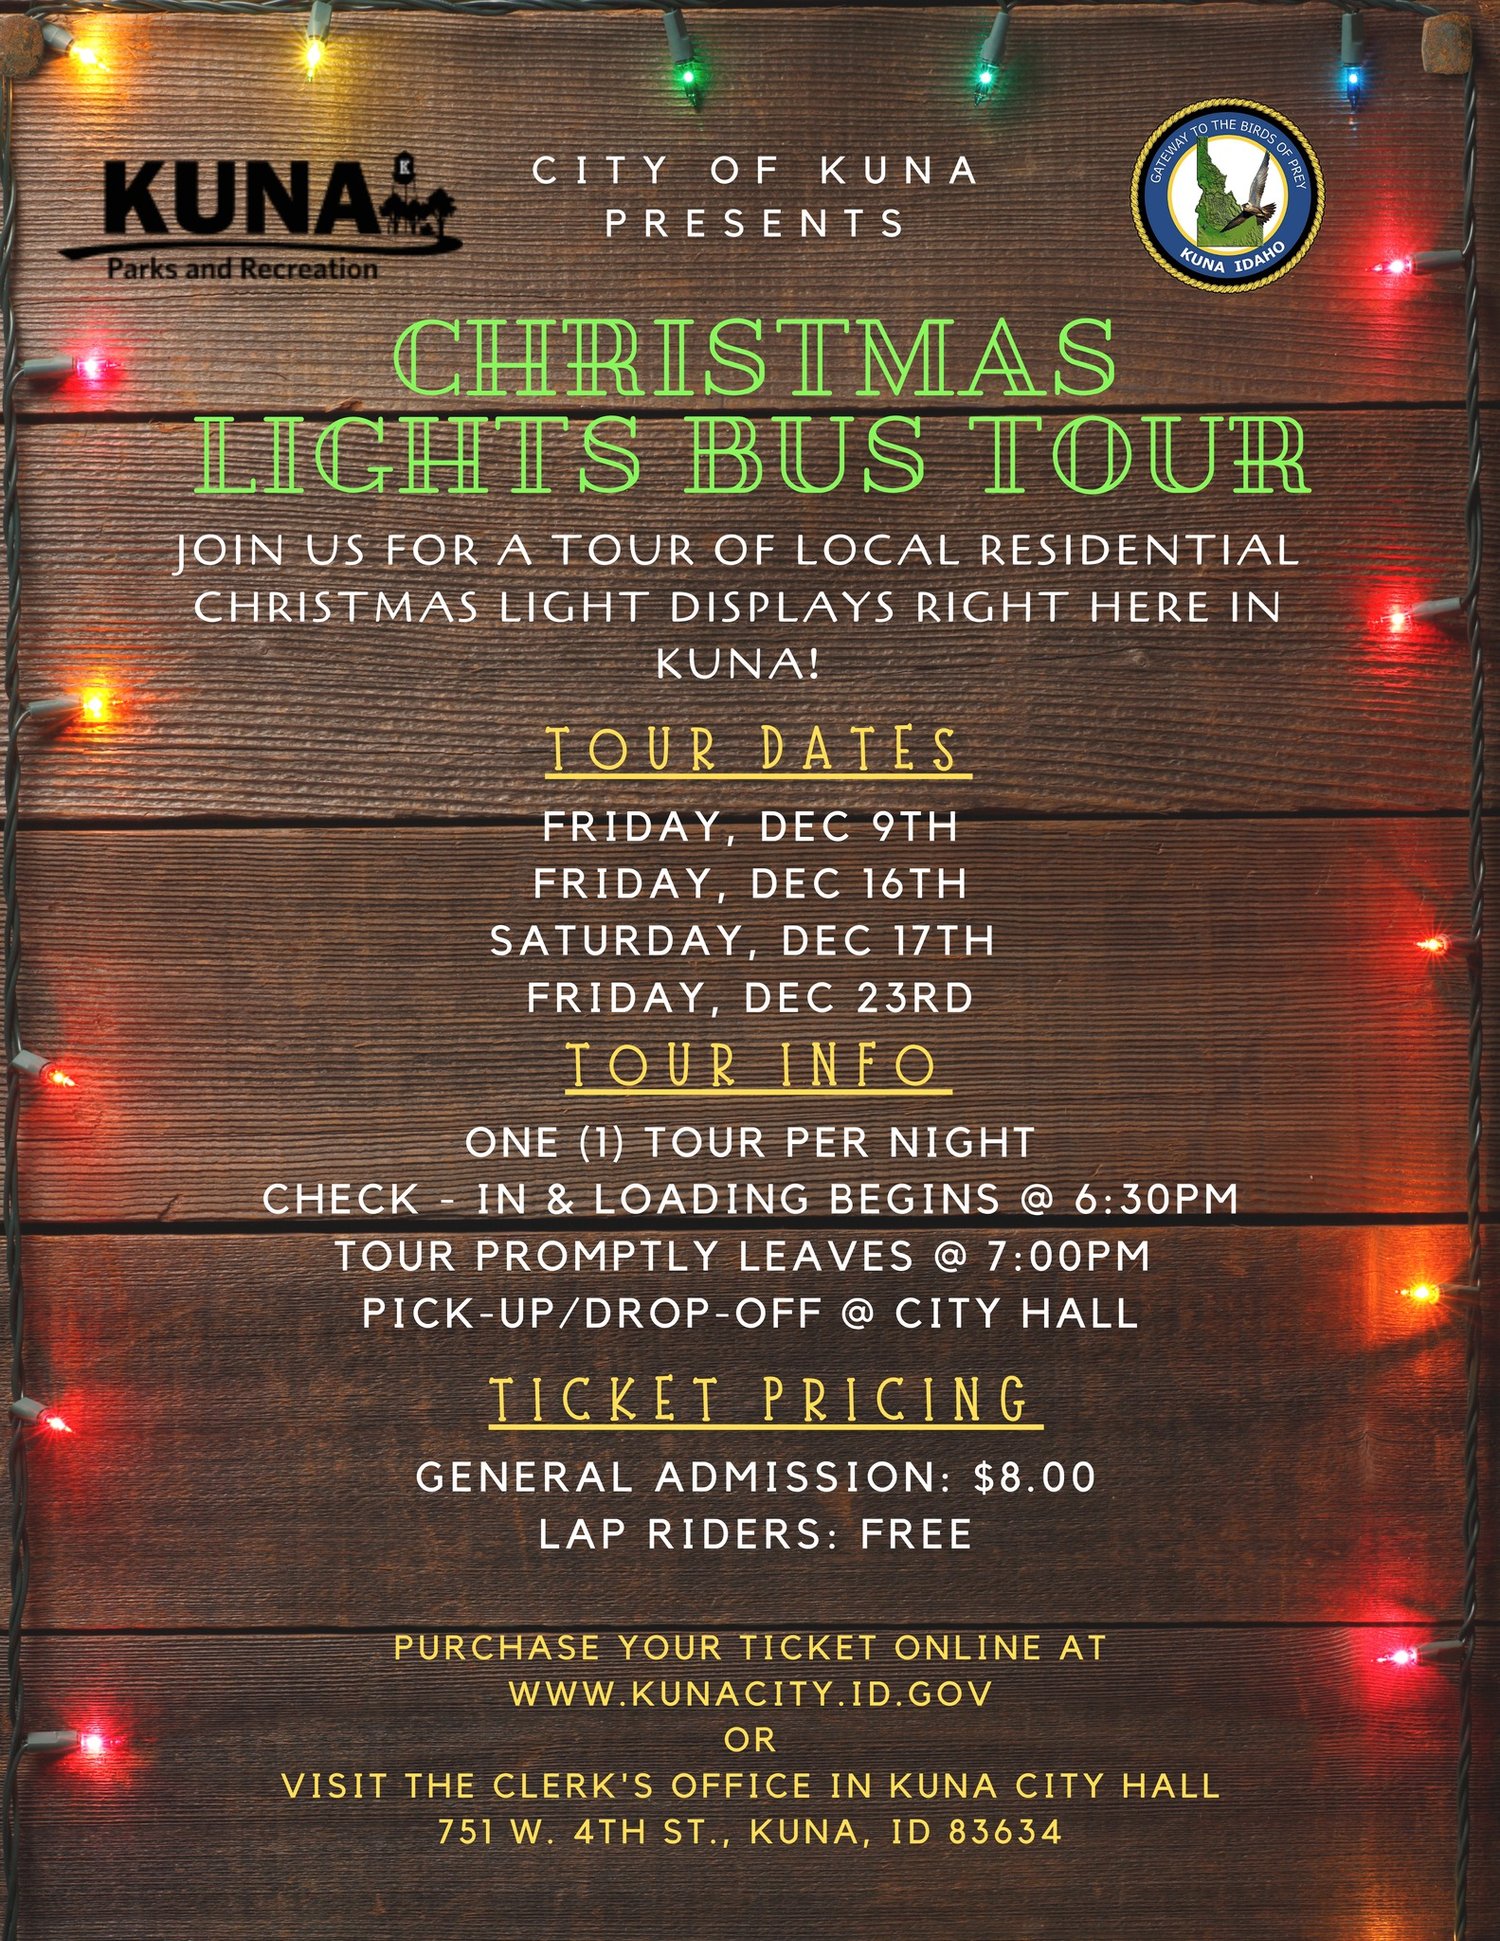 KUNA
K
Parks and Recreation
CITY OF KUNA
PRESENTS
GATEWAY TO THE BIRDS OF PREY
KUNA IDAHO
CHRISTMAS
LIGHTS BUS TOUR
JOIN US FOR A TOUR OF LOCAL RESIDENTIAL
CHRISTMAS LIGHT DISPLAYS RIGHT HERE IN
KUNA!
TOUR DATES
FRIDAY, DEC 9TH
FRIDAY, DEC 16TH
SATURDAY, DEC 17TH
FRIDAY, DEC 23RD
TOUR INFO
ONE (1) TOUR PER NIGHT
CHECK - IN & LOADING BEGINS @ 6:30PM
TOUR PROMPTLY LEAVES @ 7:00PM
PICK-UP/DROP-OFF @ CITY HALL
TICKET PRICING
GENERAL ADMISSION: $8.00
LAP RIDERS: FREE
PURCHASE YOUR TICKET ONLINE AT
WWW.KUNACITY.ID.GOV
OR
VISIT THE CLERK'S OFFICE IN KUNA CITY HALL
751 W. 4TH ST., KUNA, ID 83634